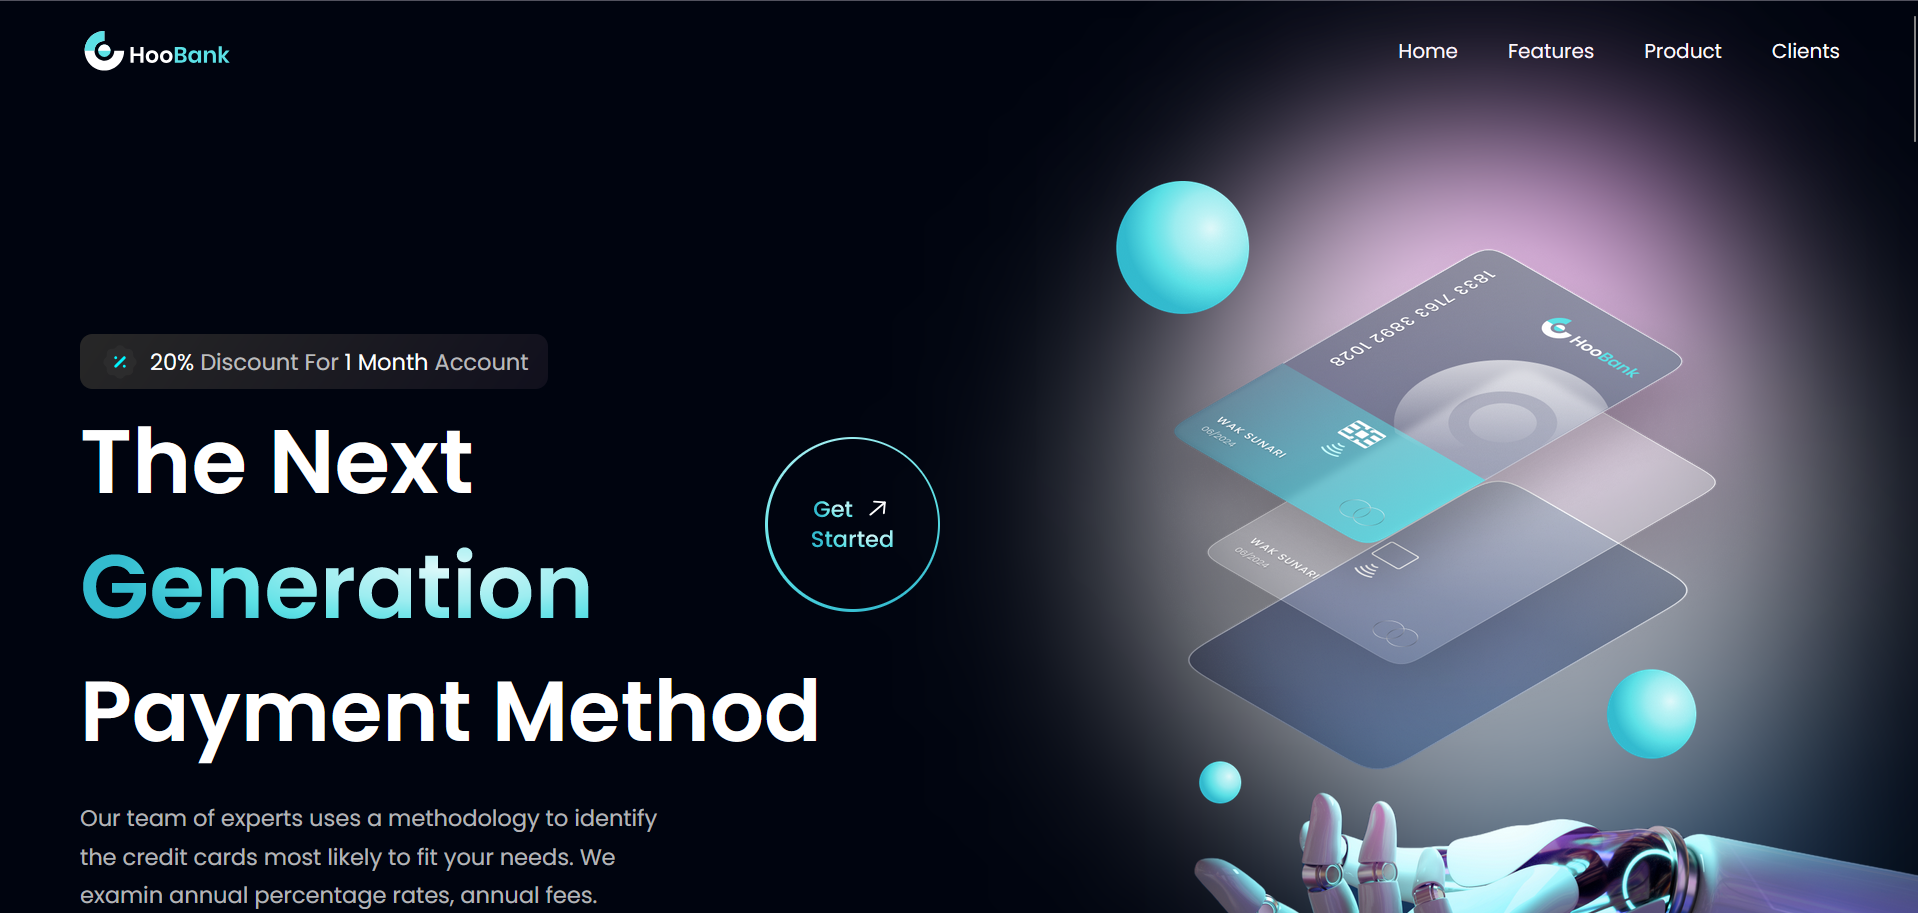 HooBank
Home
Features
Product
Clients
20% Discount For 1 Month Account
The Next
Generation
Payment Method
Get
Started
Our team of experts uses a methodology to identify
the credit cards most likely to fit your needs. We
examin annual percentage rates, annual fees.
1833 7163 3892 1028
HooBank
WAK SUNARI
08/2024
WAK SUNARI
08/2024